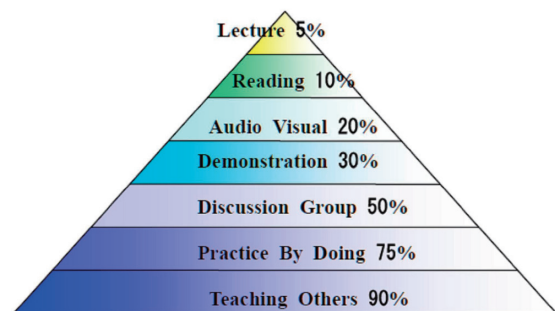 Lecture 5%
Reading 10%
Audio Visual 20%
Demonstration 30%
Discussion Group 50%
Practice By Doing 75%
Teaching Others 90%